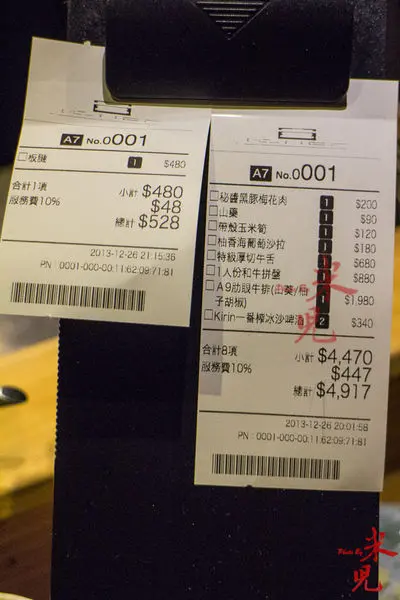 A7 No.0001
板腱 1 $480
合計1項 小計 $480
服務費10% $48
總計 $528
2013-12-26 21:15:36
PN : 0001-000-00:11:62:09:71:81
A7 No.0001
秘醬黑豚梅花肉 1 $200
山藥 1 $90
帶殼玉米筍 1 $120
柚香海葡萄沙拉 1 $180
特級厚切牛舌 1 $680
1人份和牛拼盤 1 $880
A9肋眼牛排(山葵/柚子胡椒) 1 $1,980
Kirin一番榨冰沙啤酒 2 $340
合計8項 小計 $4,470
服務費10% $447
總計 $4,917
2013-12-26 20:01:58
PN : 0001-000-00:11:62:09:71:81
Photo By 米兒